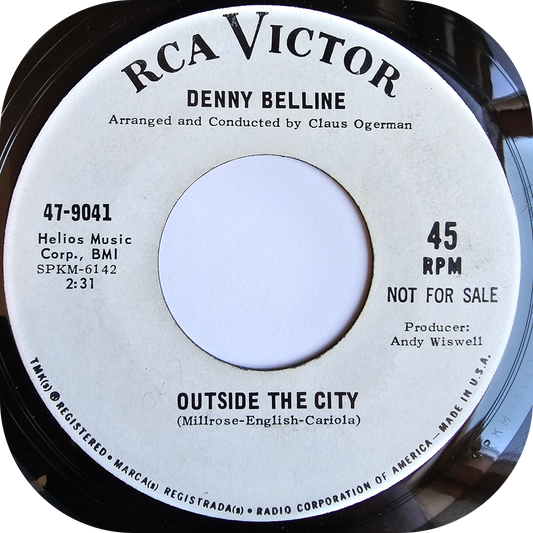 RCA VICTOR
DENNY BELLINE
Arranged and Conducted by Claus Ogerman
47-9041
Helios Music
Corp., BMI
SPKM-6142
2:31
45
RPM
NOT FOR SALE
Producer:
Andy Wiswell
OUTSIDE THE CITY
(Millrose-English-Cariola)
TMK(s) ® REGISTERED • MARCA(s) REGISTRADA(s) • RADIO CORPORATION OF AMERICA—MADE IN U.S.A.